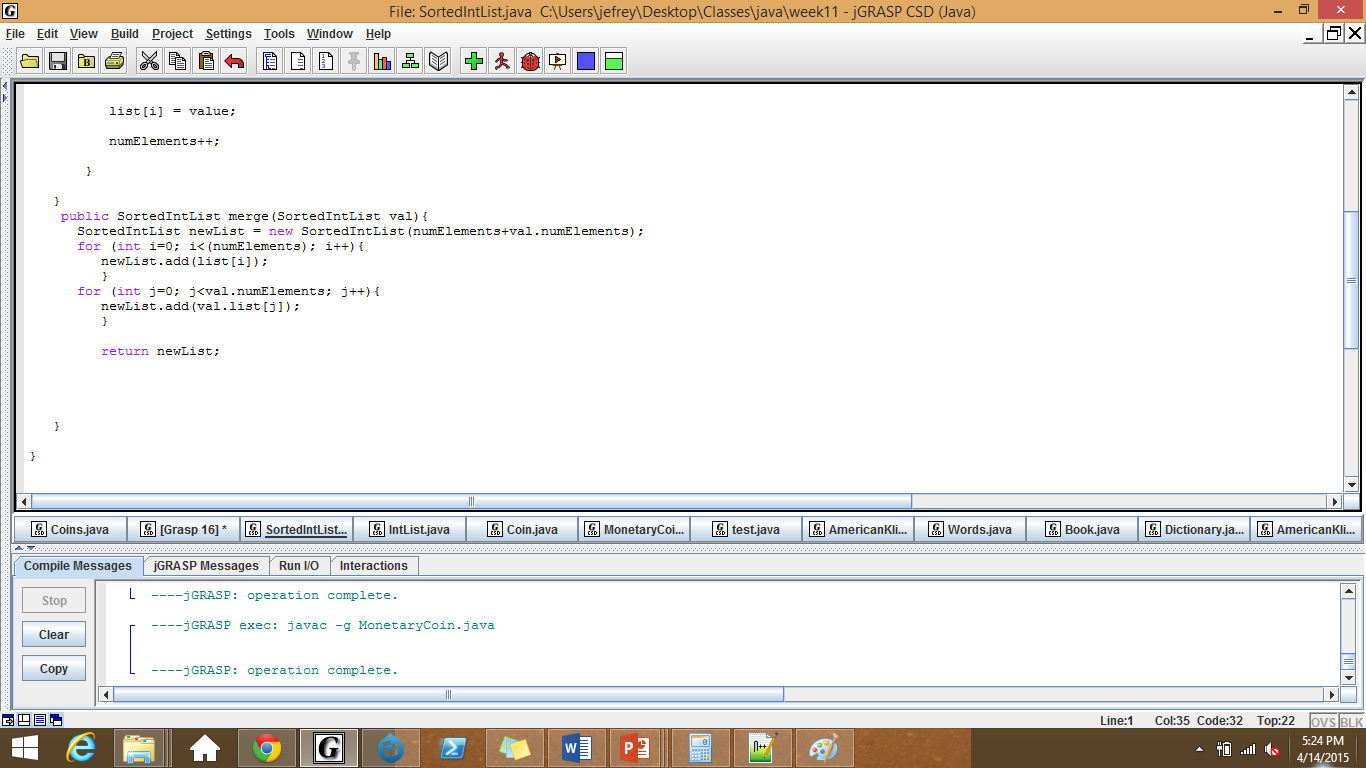 File: SortedIntList.java  C:\Users\jefrey\Desktop\Classes\java\week11 - jGRASP CSD (Java)
File Edit View Build Project Settings Tools Window Help
list[i] = value;
numElements++;
}
}
public SortedIntList merge(SortedIntList val){
SortedIntList newList = new SortedIntList(numElements+val.numElements);
for (int i=0; i<(numElements); i++){
newList.add(list[i]);
}
for (int j=0; j<val.numElements; j++){
newList.add(val.list[j]);
}
return newList;
}
}
Coins.java [Grasp 16] * SortedIntList... IntList.java Coin.java MonetaryCoi... test.java AmericanKli... Words.java Book.java Dictionary.ja... AmericanKli...
Compile Messages jGRASP Messages Run I/O Interactions
Stop
Clear
Copy
----jGRASP: operation complete.
----jGRASP exec: javac -g MonetaryCoin.java
----jGRASP: operation complete.
Line:1 Col:35 Code:32 Top:22 OVS BLK
5:24 PM
4/14/2015